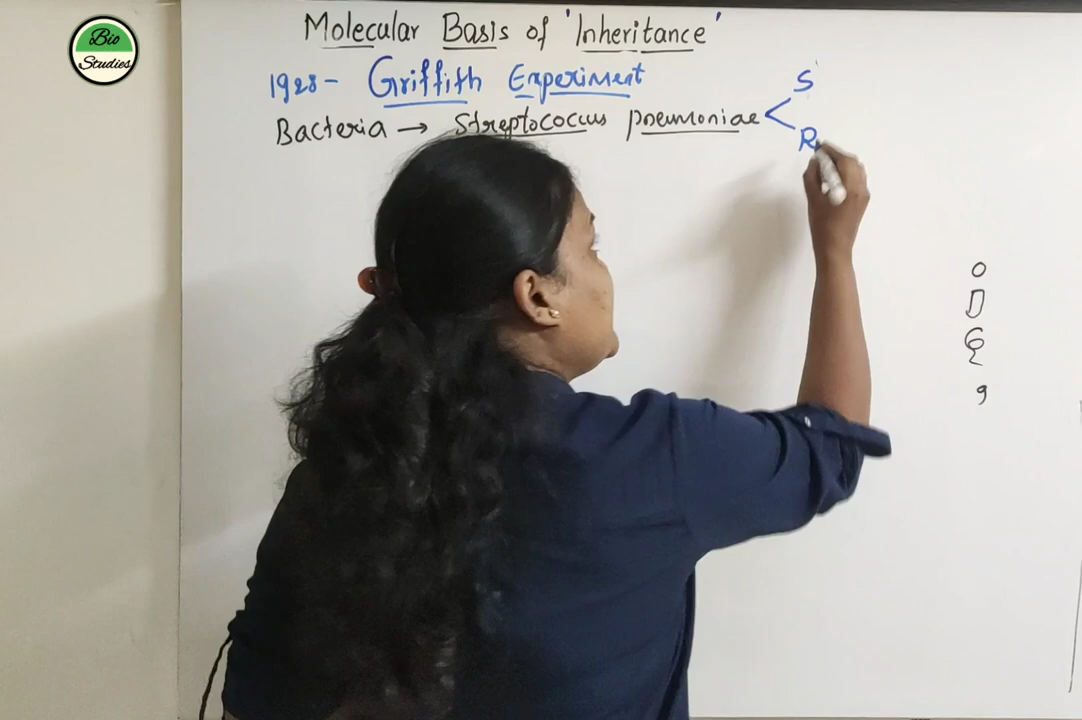 Bio
Studies
Molecular Basis of 'Inheritance'
1928- Griffith Experiment
Bacteria → Streptococcus pneumoniae < S
R